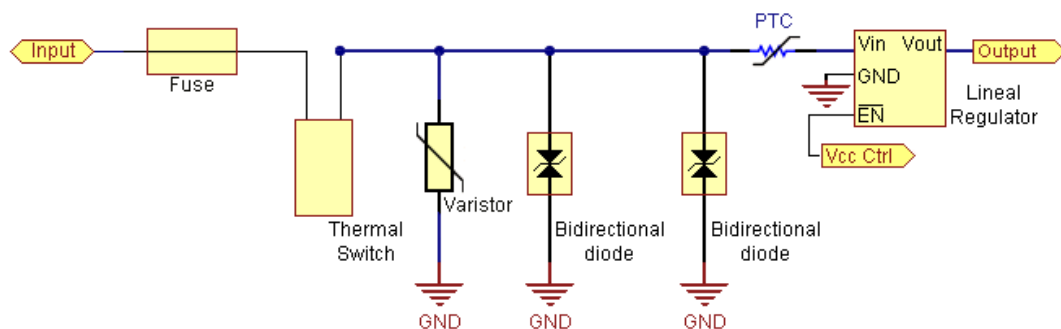 PTC
Input
Vin
Vout
Output
Fuse
GND
Lineal
Regulator
EN
Vcc Ctrl
Varistor
Thermal
Switch
Bidirectional
diode
Bidirectional
diode
GND
GND
GND